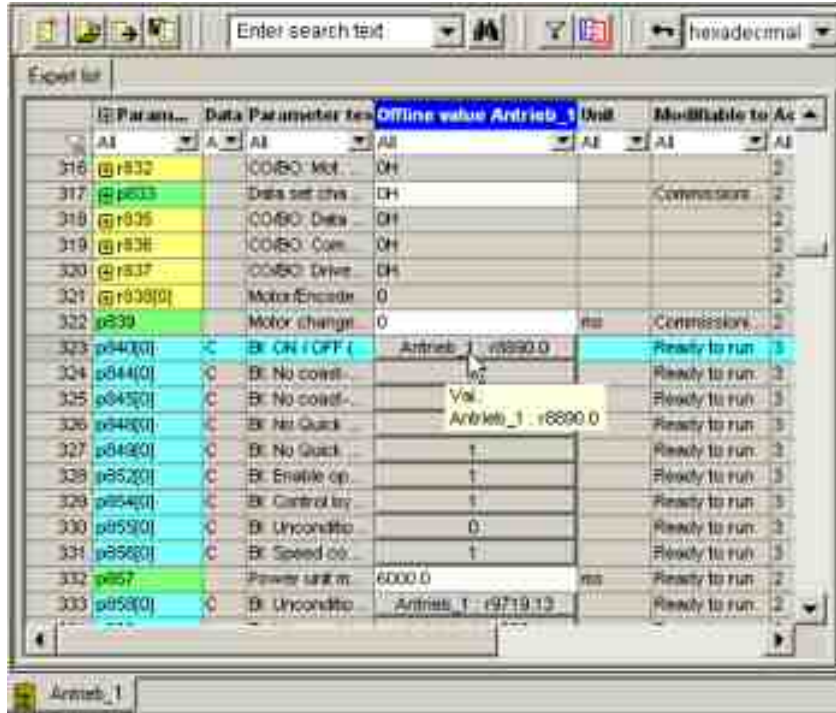 Enter search text hexadecimal
Expert list
Param... Data Parameter tex Offline value Antrieb_1 Unit Modifiable to Ac
All A All All All All All
316 r832 CO/BO: Mot. ... 0H 2
317 p833 Data set cha... 0H Commissioni... 2
318 r835 CO/BO: Data ... 0H 2
319 r836 CO/BO: Com... 0H 2
320 r837 CO/BO: Drive... 0H 2
321 r838[0] Motor/Encode... 0 2
322 p839 Motor change... 0 ms Commissioni... 2
323 p840[0] C BI: ON / OFF (... Antrieb_1 : r8890.0 Ready to run 3
324 p844[0] C BI: No coast-... Ready to run 3
325 p845[0] C BI: No coast-... Ready to run 3
Val.:
Antrieb_1 : r8890.0
326 p848[0] C BI: No Quick ... Ready to run 3
327 p849[0] C BI: No Quick ... 1 Ready to run 3
328 p852[0] C BI: Enable op... 1 Ready to run 3
329 p854[0] C BI: Control by... 1 Ready to run 3
330 p855[0] C BI: Unconditio... 0 Ready to run 3
331 p856[0] C BI: Speed co... 1 Ready to run 3
332 p857 Power unit m... 6000.0 ms Ready to run 2
333 p858[0] C BI: Unconditio... Antrieb_1 : r9719.13 Ready to run 2
Antrieb_1